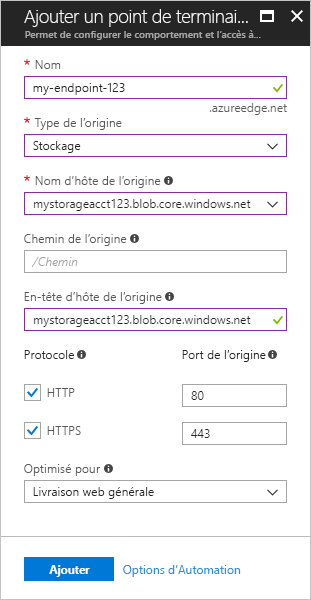 Ajouter un point de terminai...
Permet de configurer le comportement et l'accès à...
* Nom
my-endpoint-123
.azureedge.net
* Type de l'origine
Stockage
* Nom d'hôte de l'origine
mystorageacct123.blob.core.windows.net
Chemin de l'origine
/Chemin
En-tête d'hôte de l'origine
mystorageacct123.blob.core.windows.net
Protocole Port de l'origine
HTTP 80
HTTPS 443
Optimisé pour
Livraison web générale
Ajouter Options d'Automation